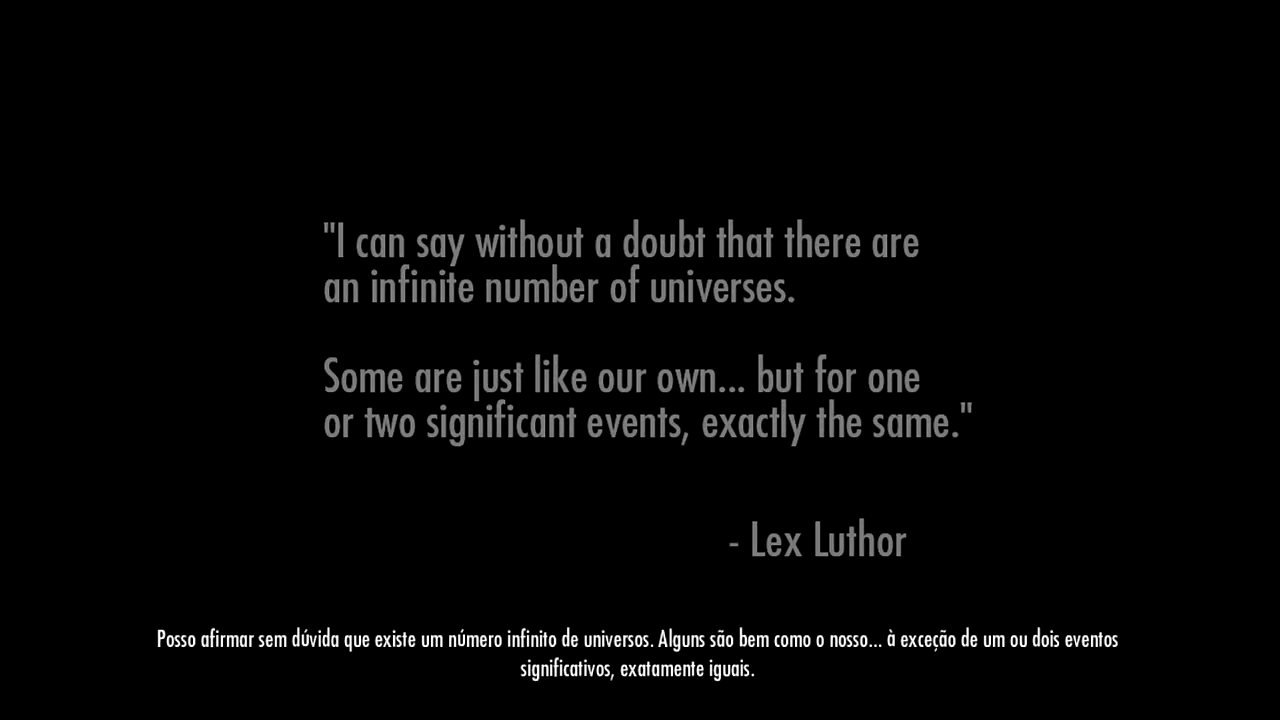 "I can say without a doubt that there are
an infinite number of universes.
Some are just like our own... but for one
or two significant events, exactly the same."
- Lex Luthor
Posso afirmar sem dúvida que existe um número infinito de universos. Alguns são bem como o nosso... à exceção de um ou dois eventos
significativos, exatamente iguais.